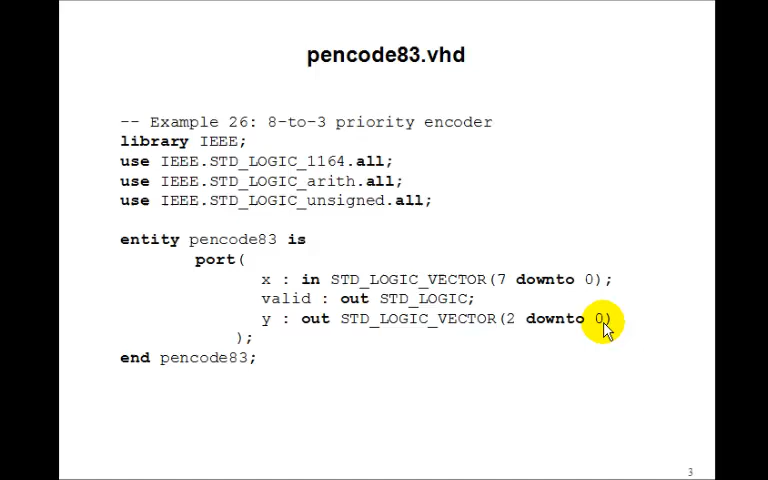 pencode83.vhd
-- Example 26: 8-to-3 priority encoder
library IEEE;
use IEEE.STD_LOGIC_1164.all;
use IEEE.STD_LOGIC_arith.all;
use IEEE.STD_LOGIC_unsigned.all;
entity pencode83 is
port(
x : in STD_LOGIC_VECTOR(7 downto 0);
valid : out STD_LOGIC;
y : out STD_LOGIC_VECTOR(2 downto 0)
);
end pencode83;
3